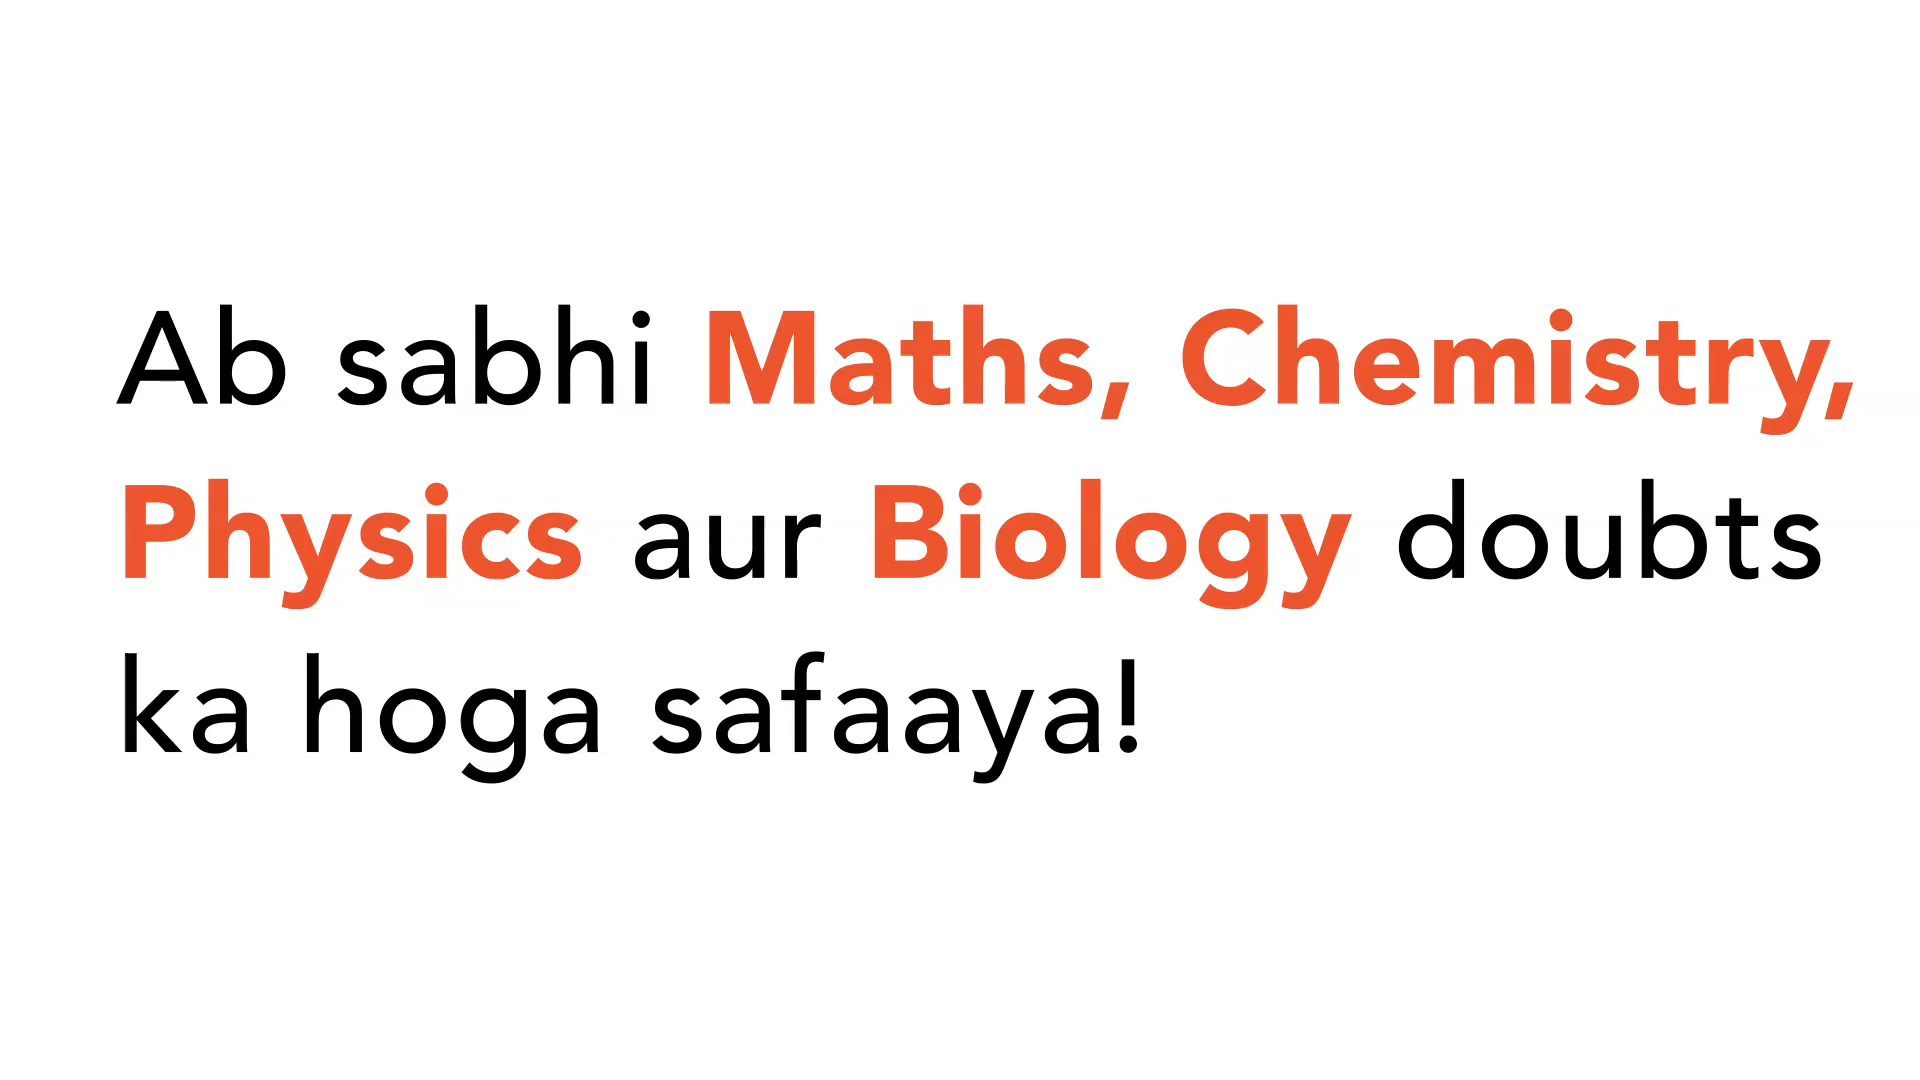 Ab sabhi Maths, Chemistry,
Physics aur Biology doubts
ka hoga safaaya!